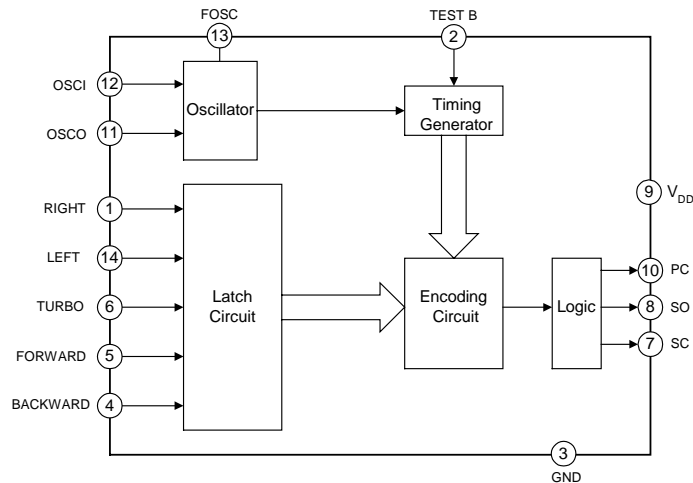 FOSC
TEST B
13
2
OSCI
12
Oscillator
Timing
Generator
OSCO
11
RIGHT
1
9
VDD
LEFT
14
Latch
Circuit
Encoding
Circuit
Logic
10
PC
TURBO
6
8
SO
FORWARD
5
7
SC
BACKWARD
4
3
GND